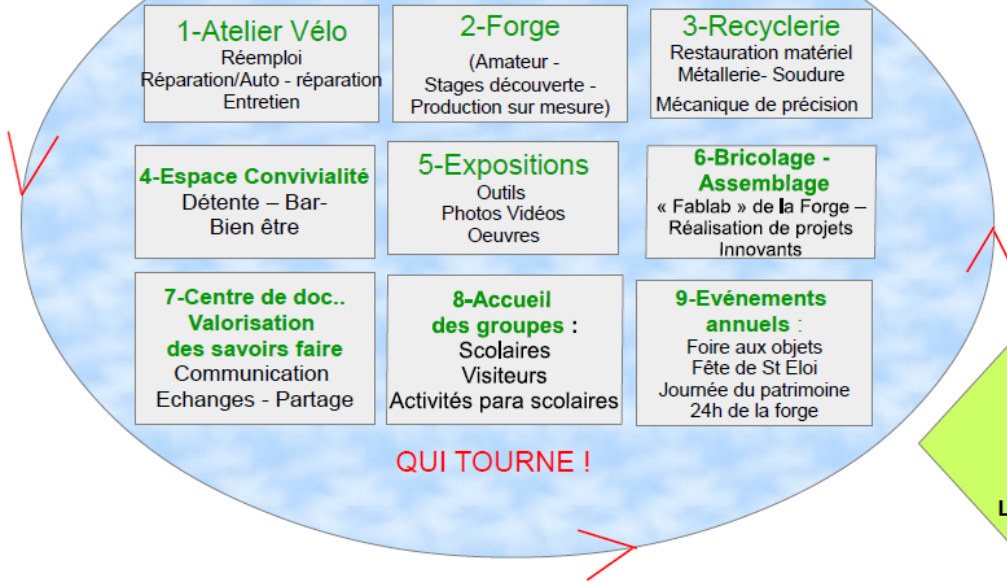 1-Atelier Vélo
Réemploi
Réparation/Auto - réparation
Entretien
2-Forge
(Amateur -
Stages découverte -
Production sur mesure)
3-Recyclerie
Restauration matériel
Métallerie- Soudure
Mécanique de précision
4-Espace Convivialité
Détente – Bar-
Bien être
5-Expositions
Outils
Photos Vidéos
Oeuvres
6-Bricolage -
Assemblage
« Fablab » de la Forge –
Réalisation de projets
Innovants
7-Centre de doc..
Valorisation
des savoirs faire
Communication
Echanges - Partage
8-Accueil
des groupes :
Scolaires
Visiteurs
Activités para scolaires
9-Evénements
annuels :
Foire aux objets
Fête de St Eloi
Journée du patrimoine
24h de la forge
QUI TOURNE !
L